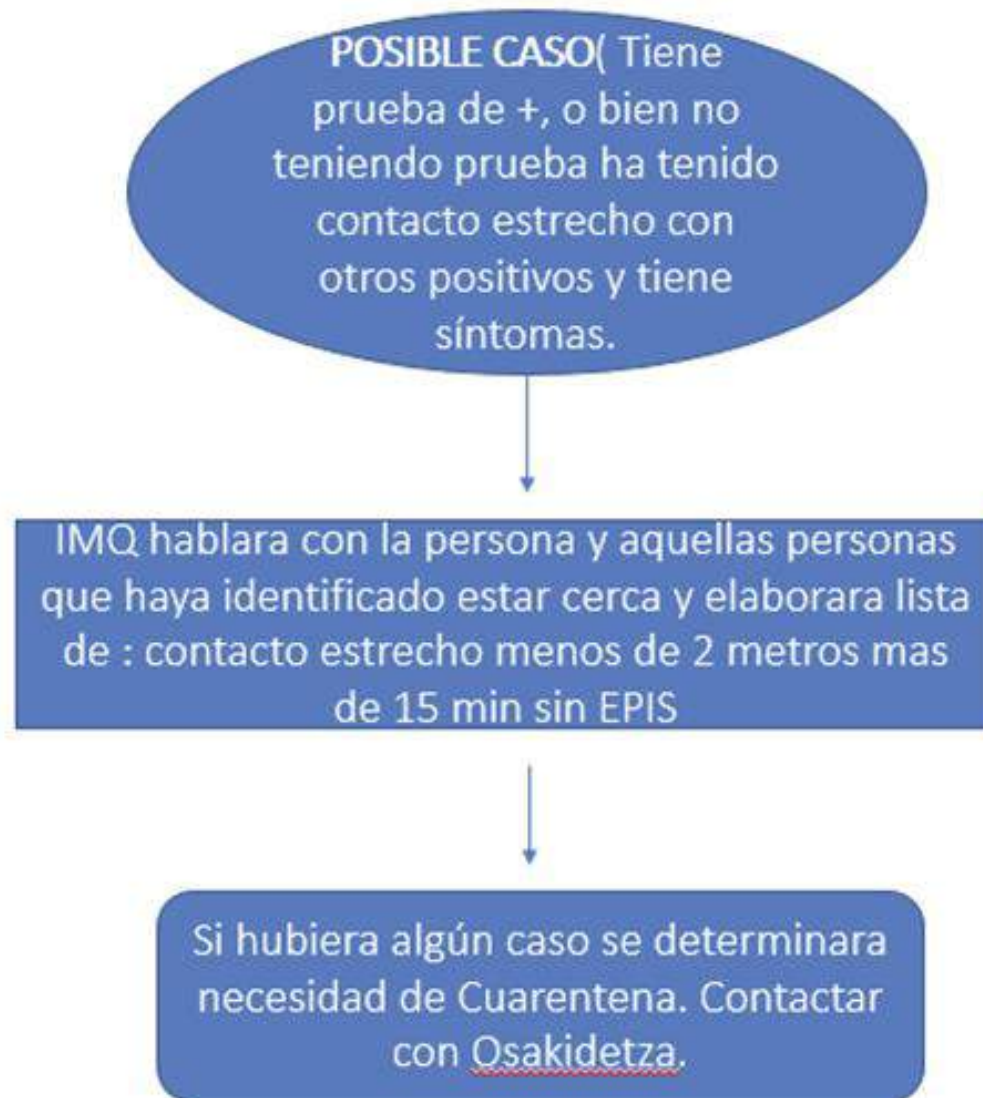 POSIBLE CASO( Tiene
prueba de +, o bien no
teniendo prueba ha tenido
contacto estrecho con
otros positivos y tiene
síntomas.
IMQ hablara con la persona y aquellas personas
que haya identificado estar cerca y elaborara lista
de : contacto estrecho menos de 2 metros mas
de 15 min sin EPIS
Si hubiera algún caso se determinara
necesidad de Cuarentena. Contactar
con Osakidetza.